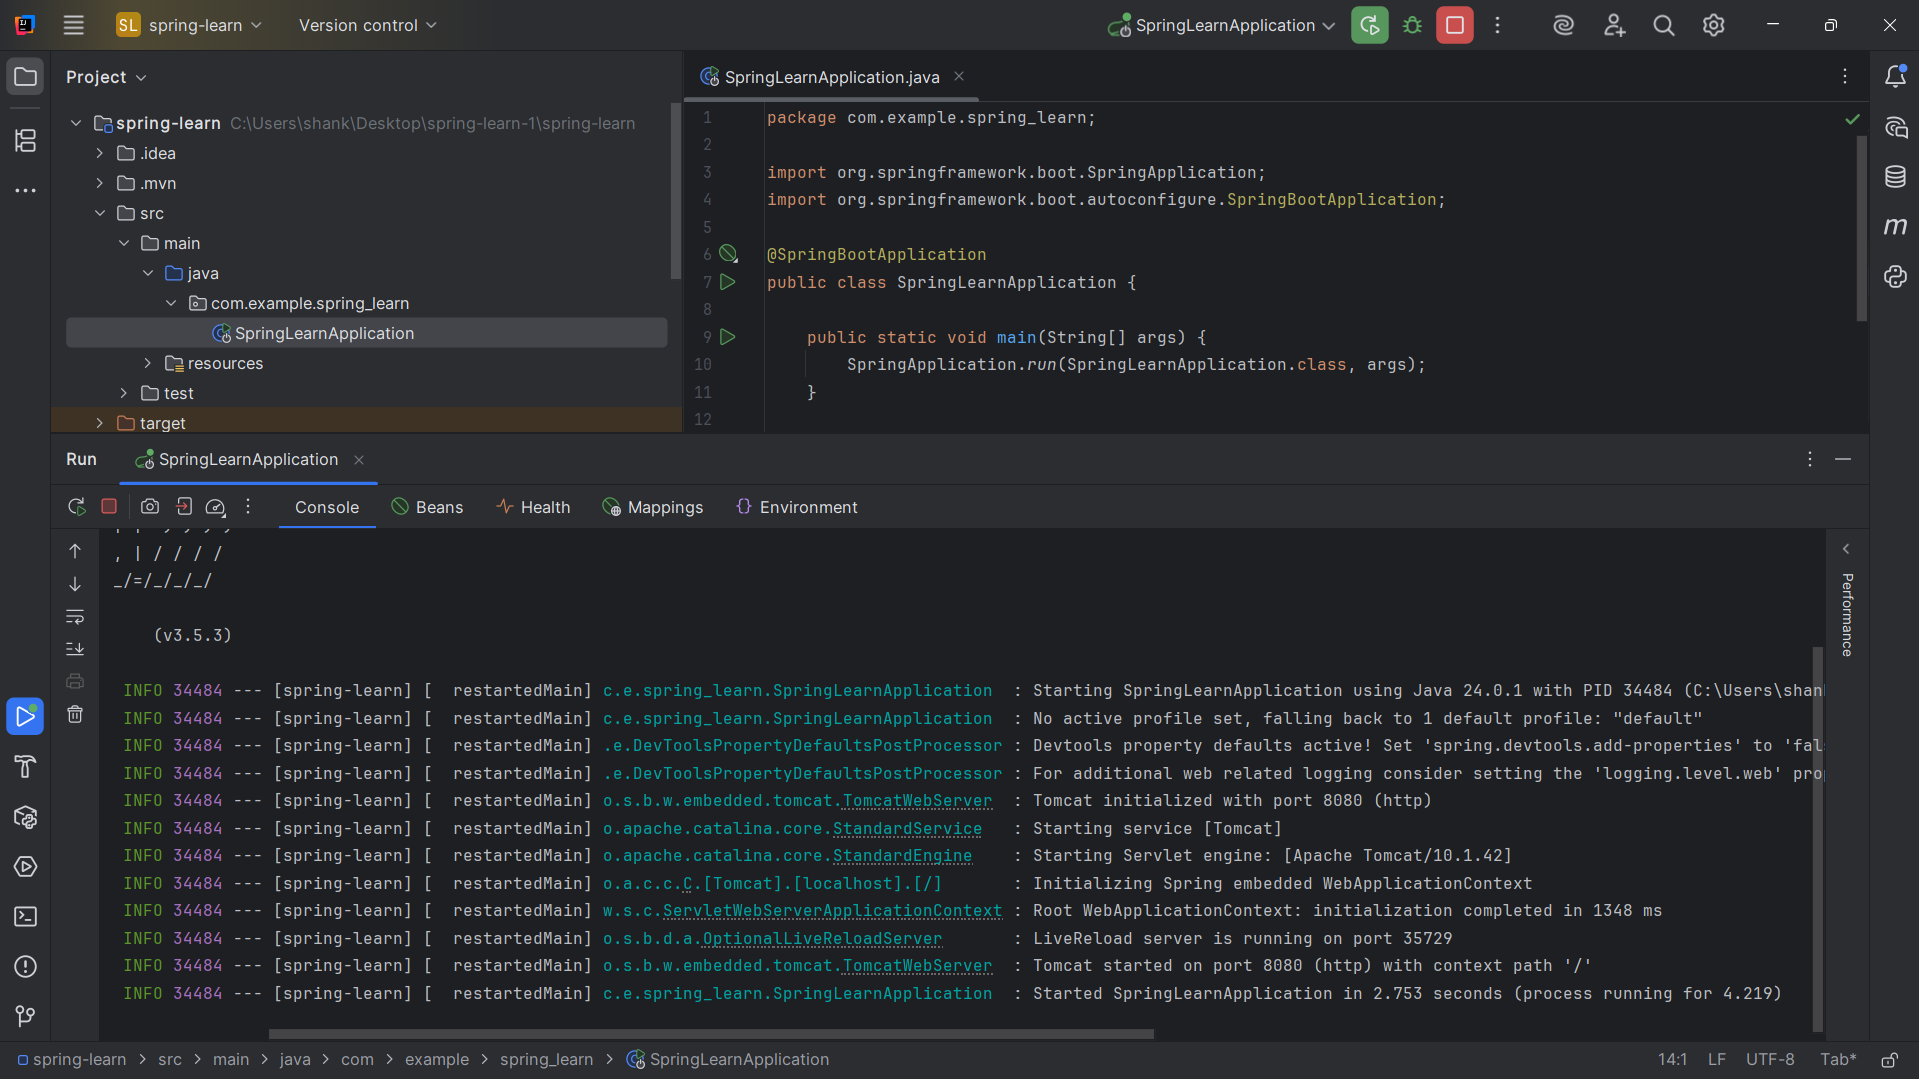 SL spring-learn Version control SpringLearnApplication
Project
spring-learn C:\Users\shank\Desktop\spring-learn-1\spring-learn
.idea
.mvn
src
main
java
com.example.spring_learn
SpringLearnApplication
resources
test
target
SpringLearnApplication.java
1 package com.example.spring_learn;
2
3 import org.springframework.boot.SpringApplication;
4 import org.springframework.boot.autoconfigure.SpringBootApplication;
5
6 @SpringBootApplication
7 public class SpringLearnApplication {
8
9 public static void main(String[] args) {
10 SpringApplication.run(SpringLearnApplication.class, args);
11 }
12
Run SpringLearnApplication
Console Beans Health Mappings Environment
, | / / / /
_/=/_/_/_/
(v3.5.3)
INFO 34484 --- [spring-learn] [  restartedMain] c.e.spring_learn.SpringLearnApplication  : Starting SpringLearnApplication using Java 24.0.1 with PID 34484 (C:\Users\shank
INFO 34484 --- [spring-learn] [  restartedMain] c.e.spring_learn.SpringLearnApplication  : No active profile set, falling back to 1 default profile: "default"
INFO 34484 --- [spring-learn] [  restartedMain] .e.DevToolsPropertyDefaultsPostProcessor : Devtools property defaults active! Set 'spring.devtools.add-properties' to 'fal
INFO 34484 --- [spring-learn] [  restartedMain] .e.DevToolsPropertyDefaultsPostProcessor : For additional web related logging consider setting the 'logging.level.web' pro
INFO 34484 --- [spring-learn] [  restartedMain] o.s.b.w.embedded.tomcat.TomcatWebServer  : Tomcat initialized with port 8080 (http)
INFO 34484 --- [spring-learn] [  restartedMain] o.apache.catalina.core.StandardService   : Starting service [Tomcat]
INFO 34484 --- [spring-learn] [  restartedMain] o.apache.catalina.core.StandardEngine    : Starting Servlet engine: [Apache Tomcat/10.1.42]
INFO 34484 --- [spring-learn] [  restartedMain] o.a.c.c.C.[Tomcat].[localhost].[/]       : Initializing Spring embedded WebApplicationContext
INFO 34484 --- [spring-learn] [  restartedMain] w.s.c.ServletWebServerApplicationContext : Root WebApplicationContext: initialization completed in 1348 ms
INFO 34484 --- [spring-learn] [  restartedMain] o.s.b.d.a.OptionalLiveReloadServer       : LiveReload server is running on port 35729
INFO 34484 --- [spring-learn] [  restartedMain] o.s.b.w.embedded.tomcat.TomcatWebServer  : Tomcat started on port 8080 (http) with context path '/'
INFO 34484 --- [spring-learn] [  restartedMain] c.e.spring_learn.SpringLearnApplication  : Started SpringLearnApplication in 2.753 seconds (process running for 4.219)
Performance
spring-learn > src > main > java > com > example > spring_learn > SpringLearnApplication 14:1 LF UTF-8 Tab*